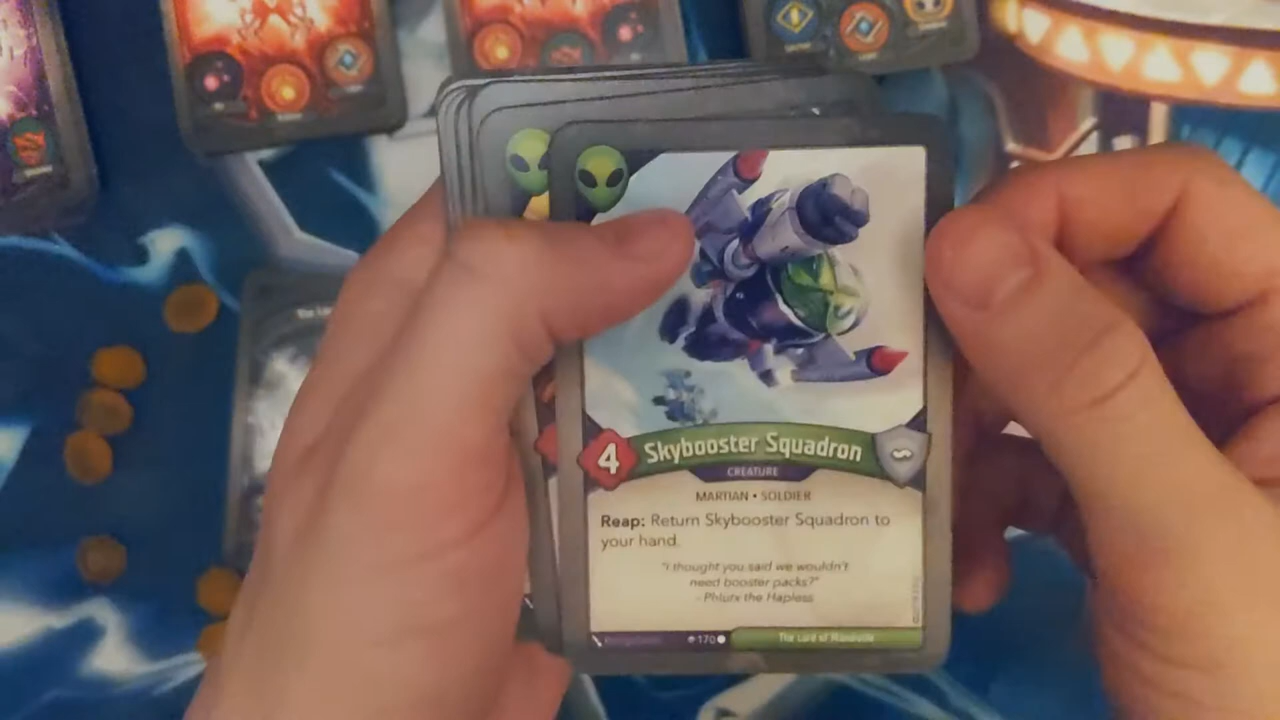 4 Skybooster Squadron
CREATURE
MARTIAN • SOLDIER
Reap: Return Skybooster Squadron to
your hand.
"I thought you said we wouldn't
need booster packs?"
- Phlurx the Hapless
170